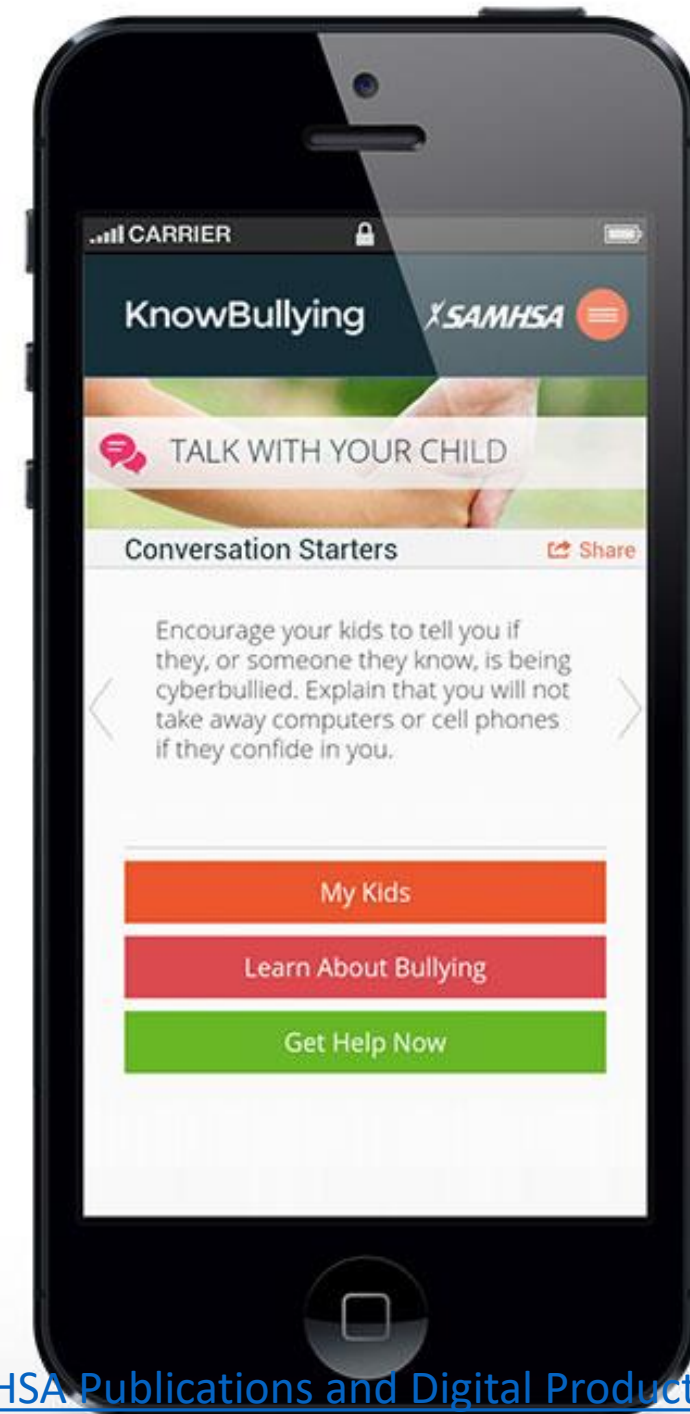 CARRIER
KnowBullying SAMHSA
TALK WITH YOUR CHILD
Conversation Starters Share
Encourage your kids to tell you if
they, or someone they know, is being
cyberbullied. Explain that you will not
take away computers or cell phones
if they confide in you.
My Kids
Learn About Bullying
Get Help Now
HSA Publications and Digital Product